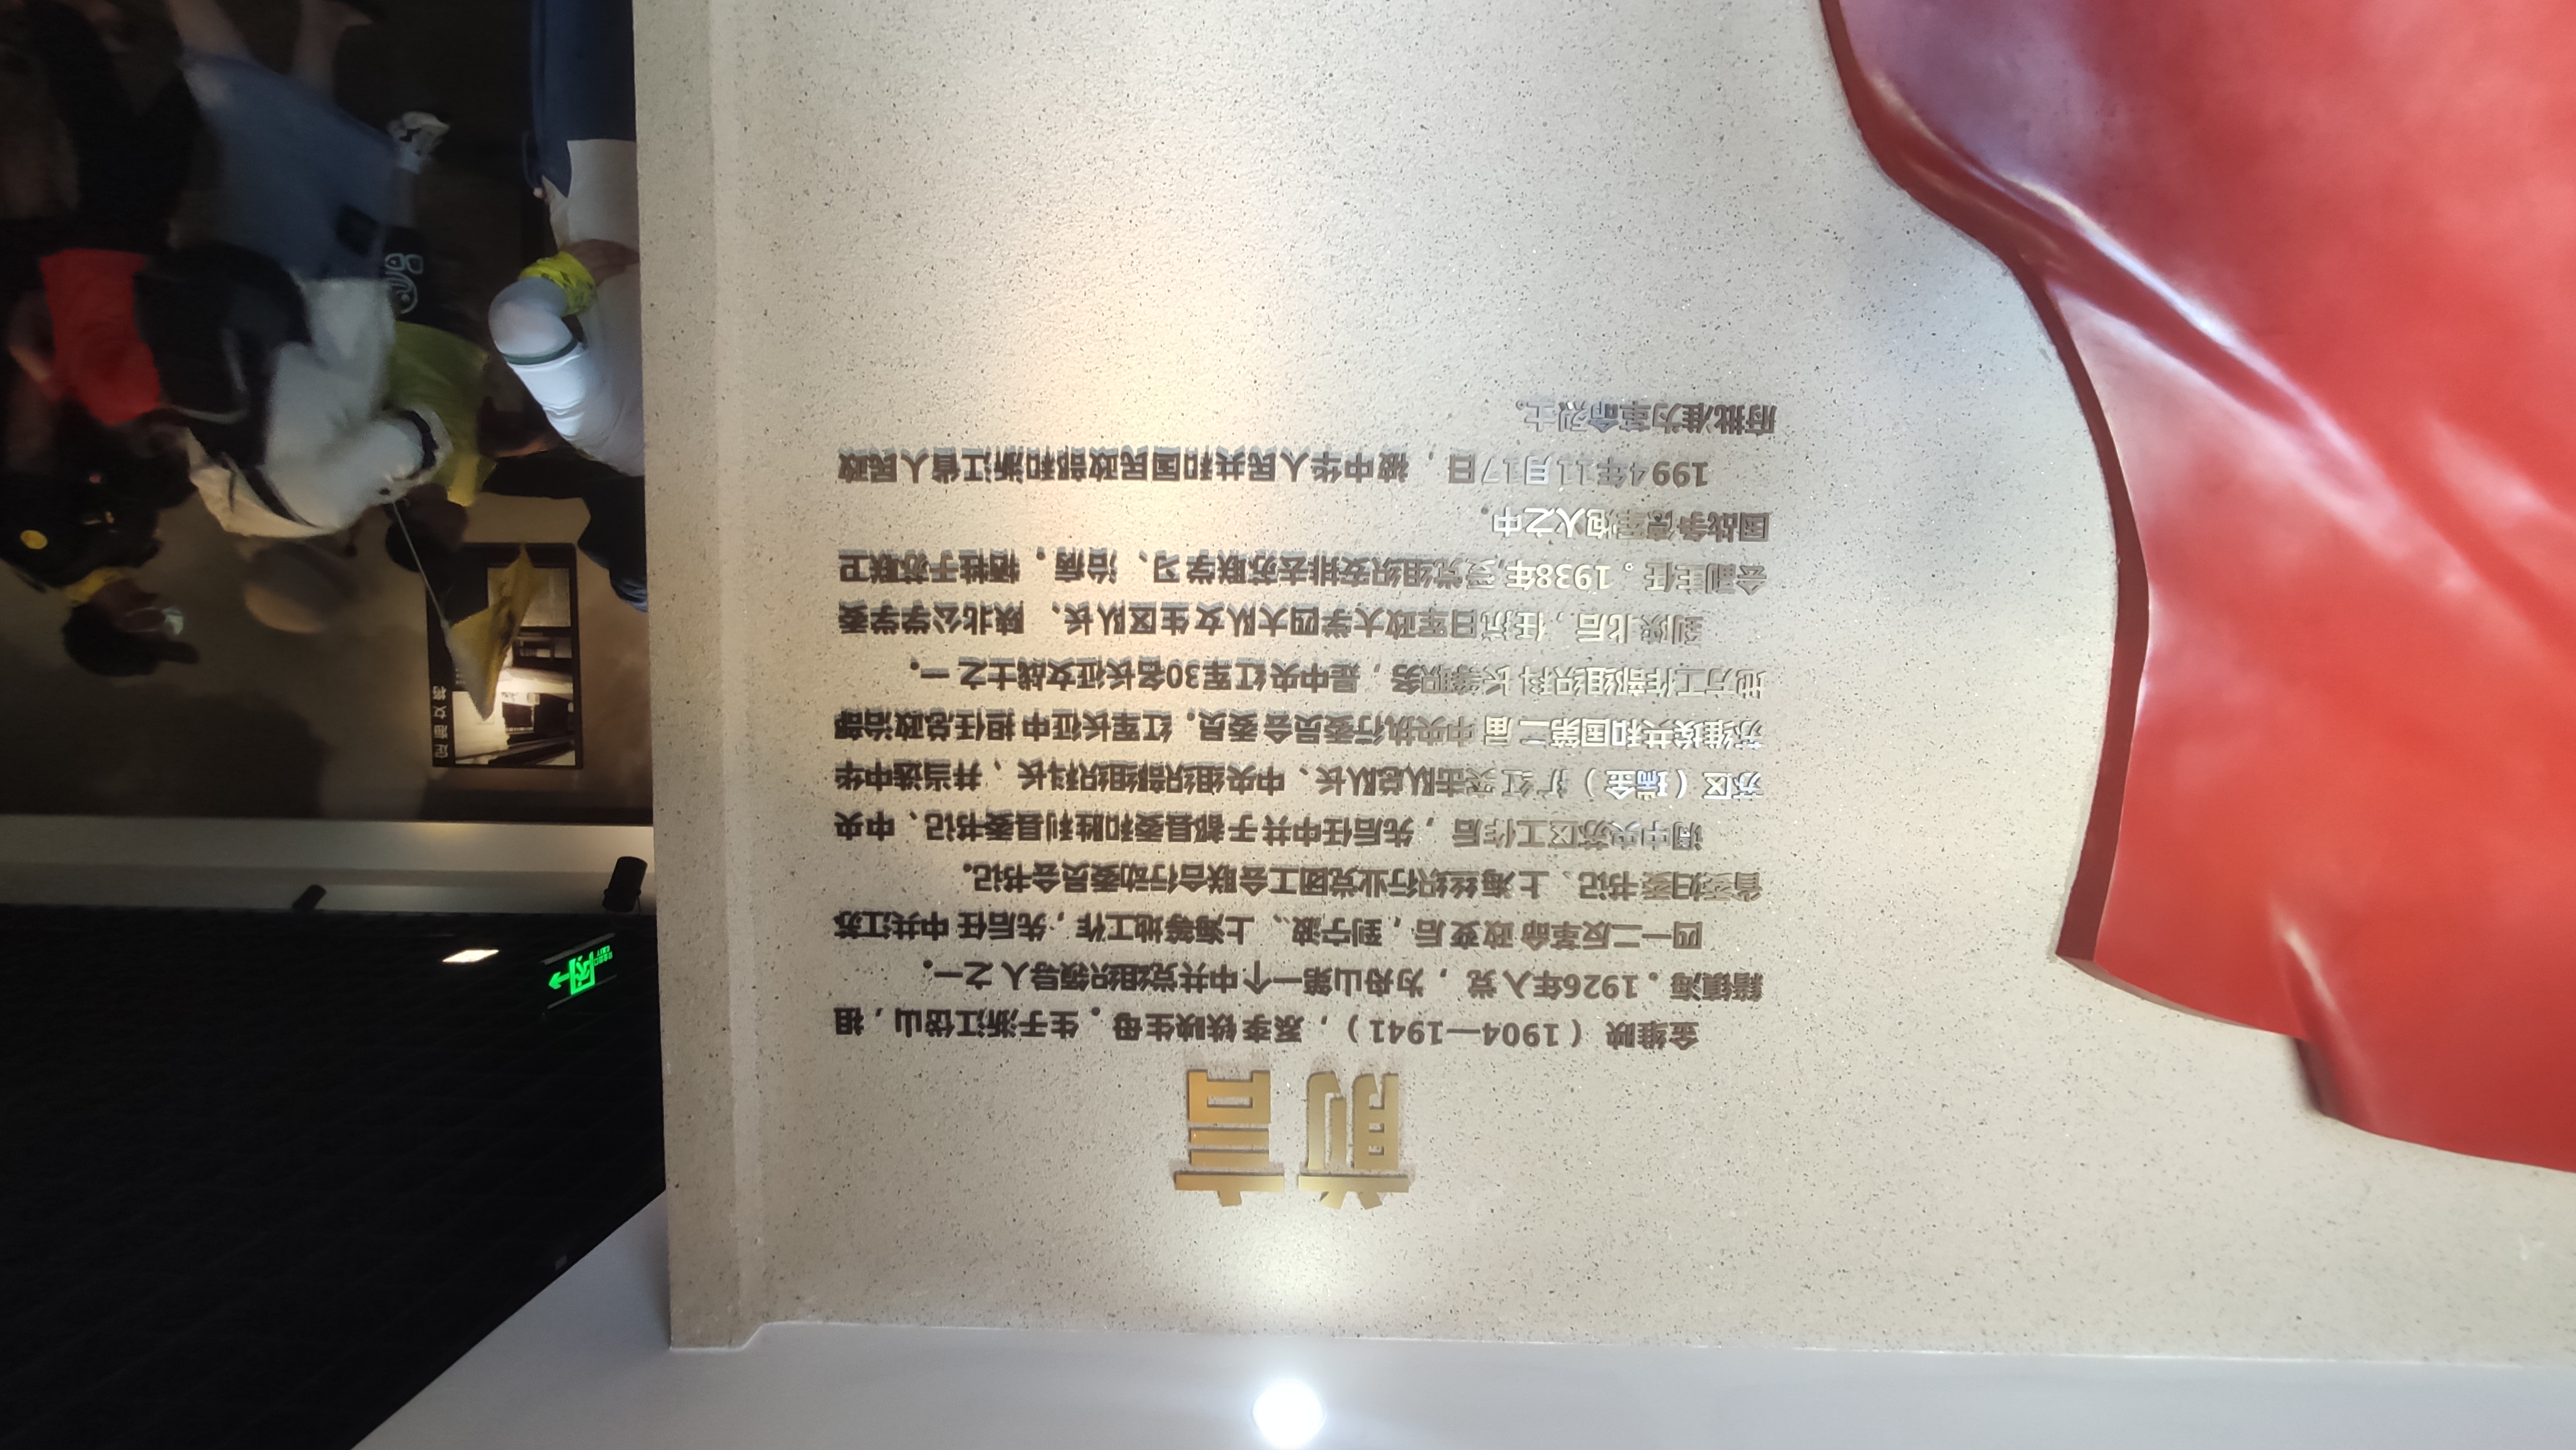 前言
金维映（1904—1941），系李铁映生母。生于浙江岱山，祖
籍镇海。1926年入党，为舟山第一个中共党组织领导人之一。
四一二反革命政变后，到宁波、上海等地工作，先后任中共江苏
省委妇委书记、上海丝织行业党团工会联合行动委员会书记。
调中央苏区工作后，先后任中共于都县委和胜利县委书记、中央
苏区（瑞金）扩红突击队总队长、中央组织部组织科长，并当选中华
苏维埃共和国第二届中央执行委员会委员。红军长征中担任总政治部
地方工作部组织科长等职务，是中央红军30名长征女战士之一。
到陕北后，任抗日军政大学四大队女生区队长、陕北公学学委
会副主任。1938年,受党组织安排去苏联学习、治病。牺牲于苏联卫
国战争德军炮火之中。
1994年11月17日，被中华人民共和国民政部和浙江省人民政
府批准为革命烈士。